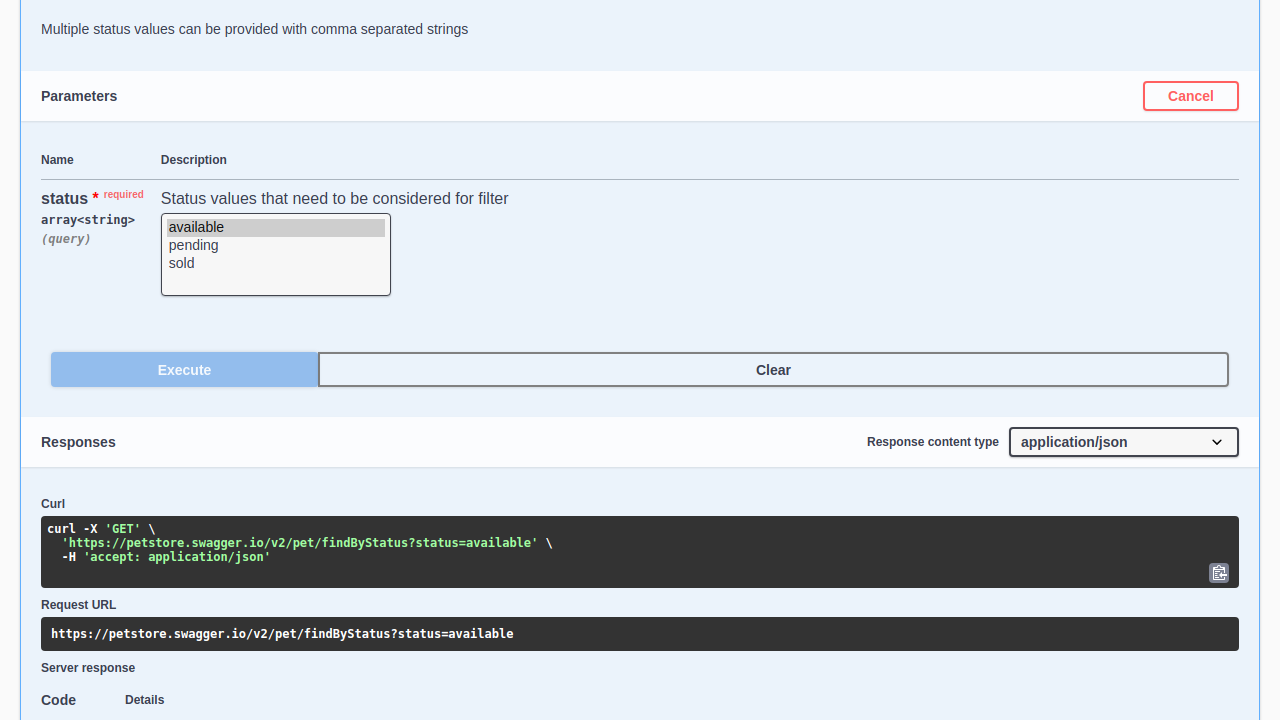 Multiple status values can be provided with comma separated strings
Parameters
Cancel
Name Description
status * required
Status values that need to be considered for filter
array<string>
(query)
available
pending
sold
Execute
Clear
Responses
Response content type
application/json
Curl
curl -X 'GET' \
'https://petstore.swagger.io/v2/pet/findByStatus?status=available' \
-H 'accept: application/json'
Request URL
https://petstore.swagger.io/v2/pet/findByStatus?status=available
Server response
Code Details